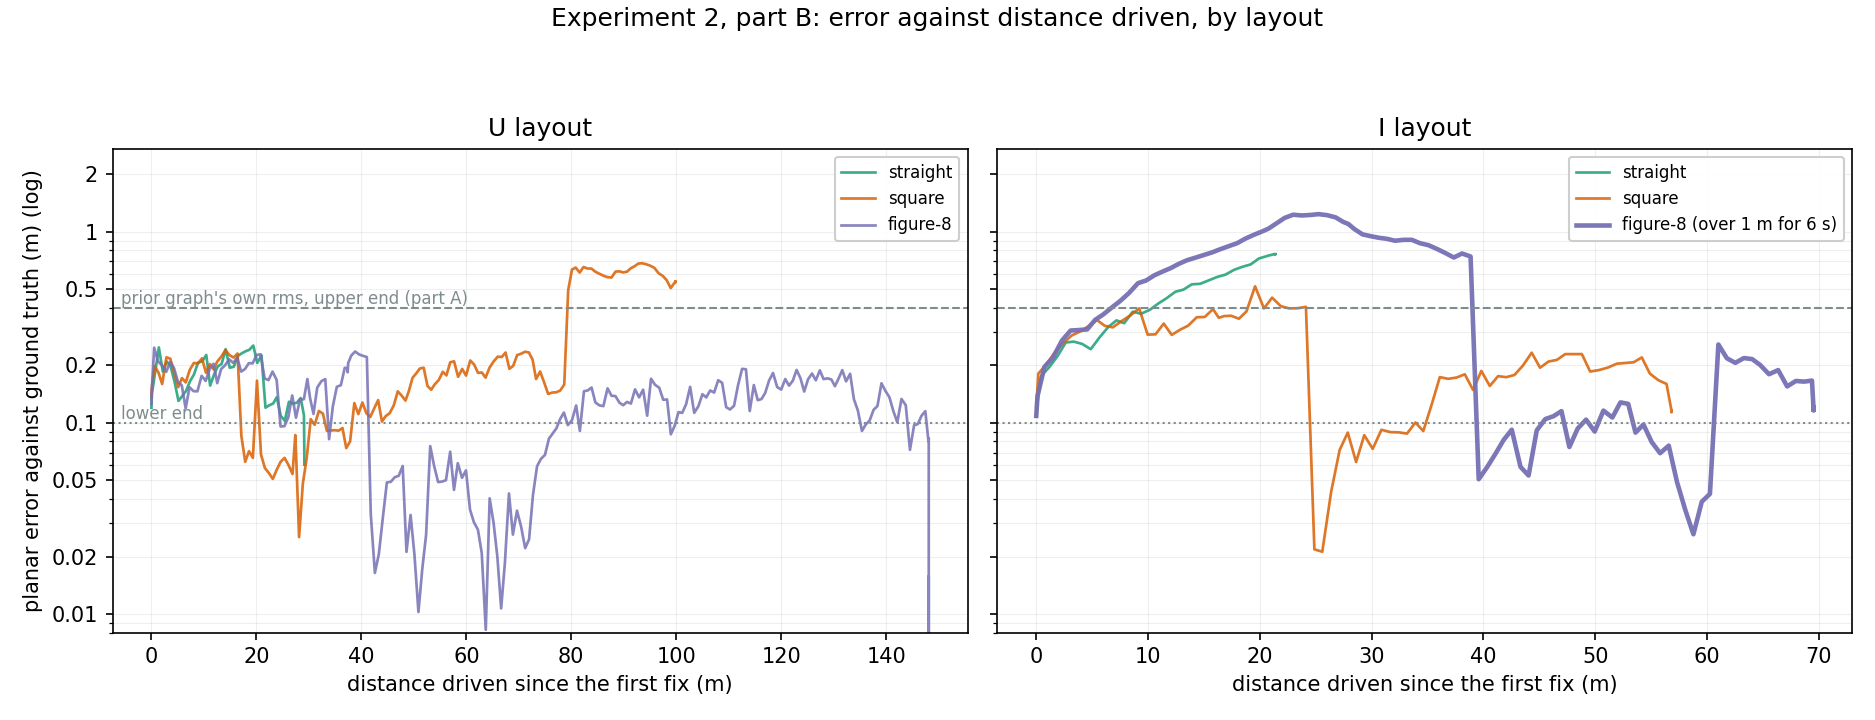 Experiment 2, part B: error against distance driven, by layout
U layout
planar error against ground truth (m) (log)
2
1
0.5
0.2
0.1
0.05
0.02
0.01
straight
square
figure-8
prior graph's own rms, upper end (part A)
lower end
0 20 40 60 80 100 120 140
distance driven since the first fix (m)
I layout
straight
square
figure-8 (over 1 m for 6 s)
0 10 20 30 40 50 60 70
distance driven since the first fix (m)